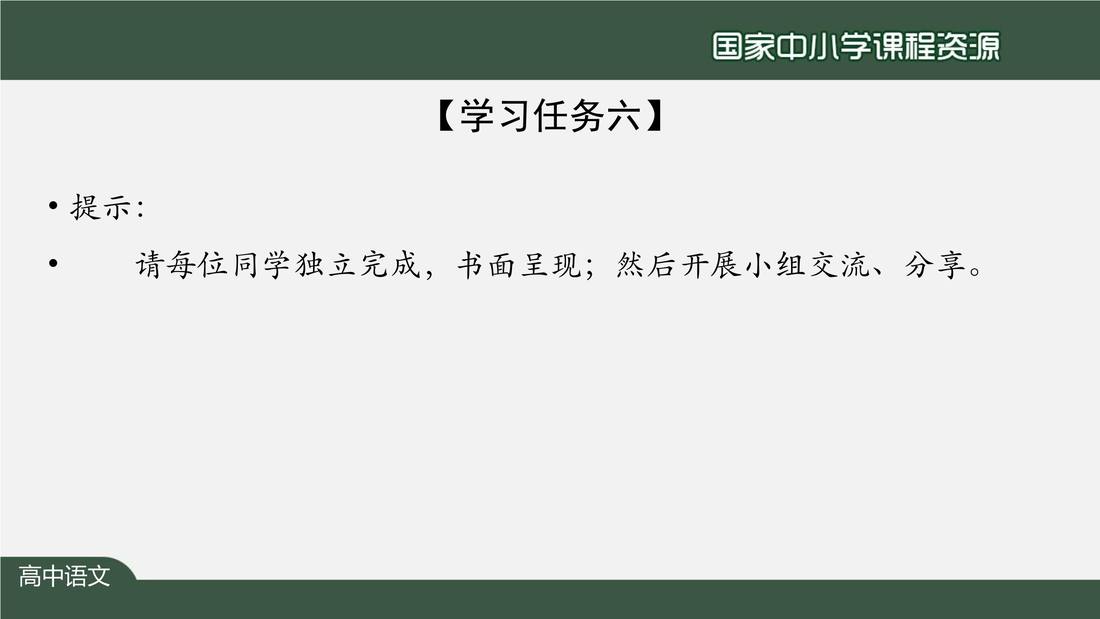 国家中小学课程资源
【学习任务六】
• 提示：
• 请每位同学独立完成，书面呈现；然后开展小组交流、分享。
高中语文